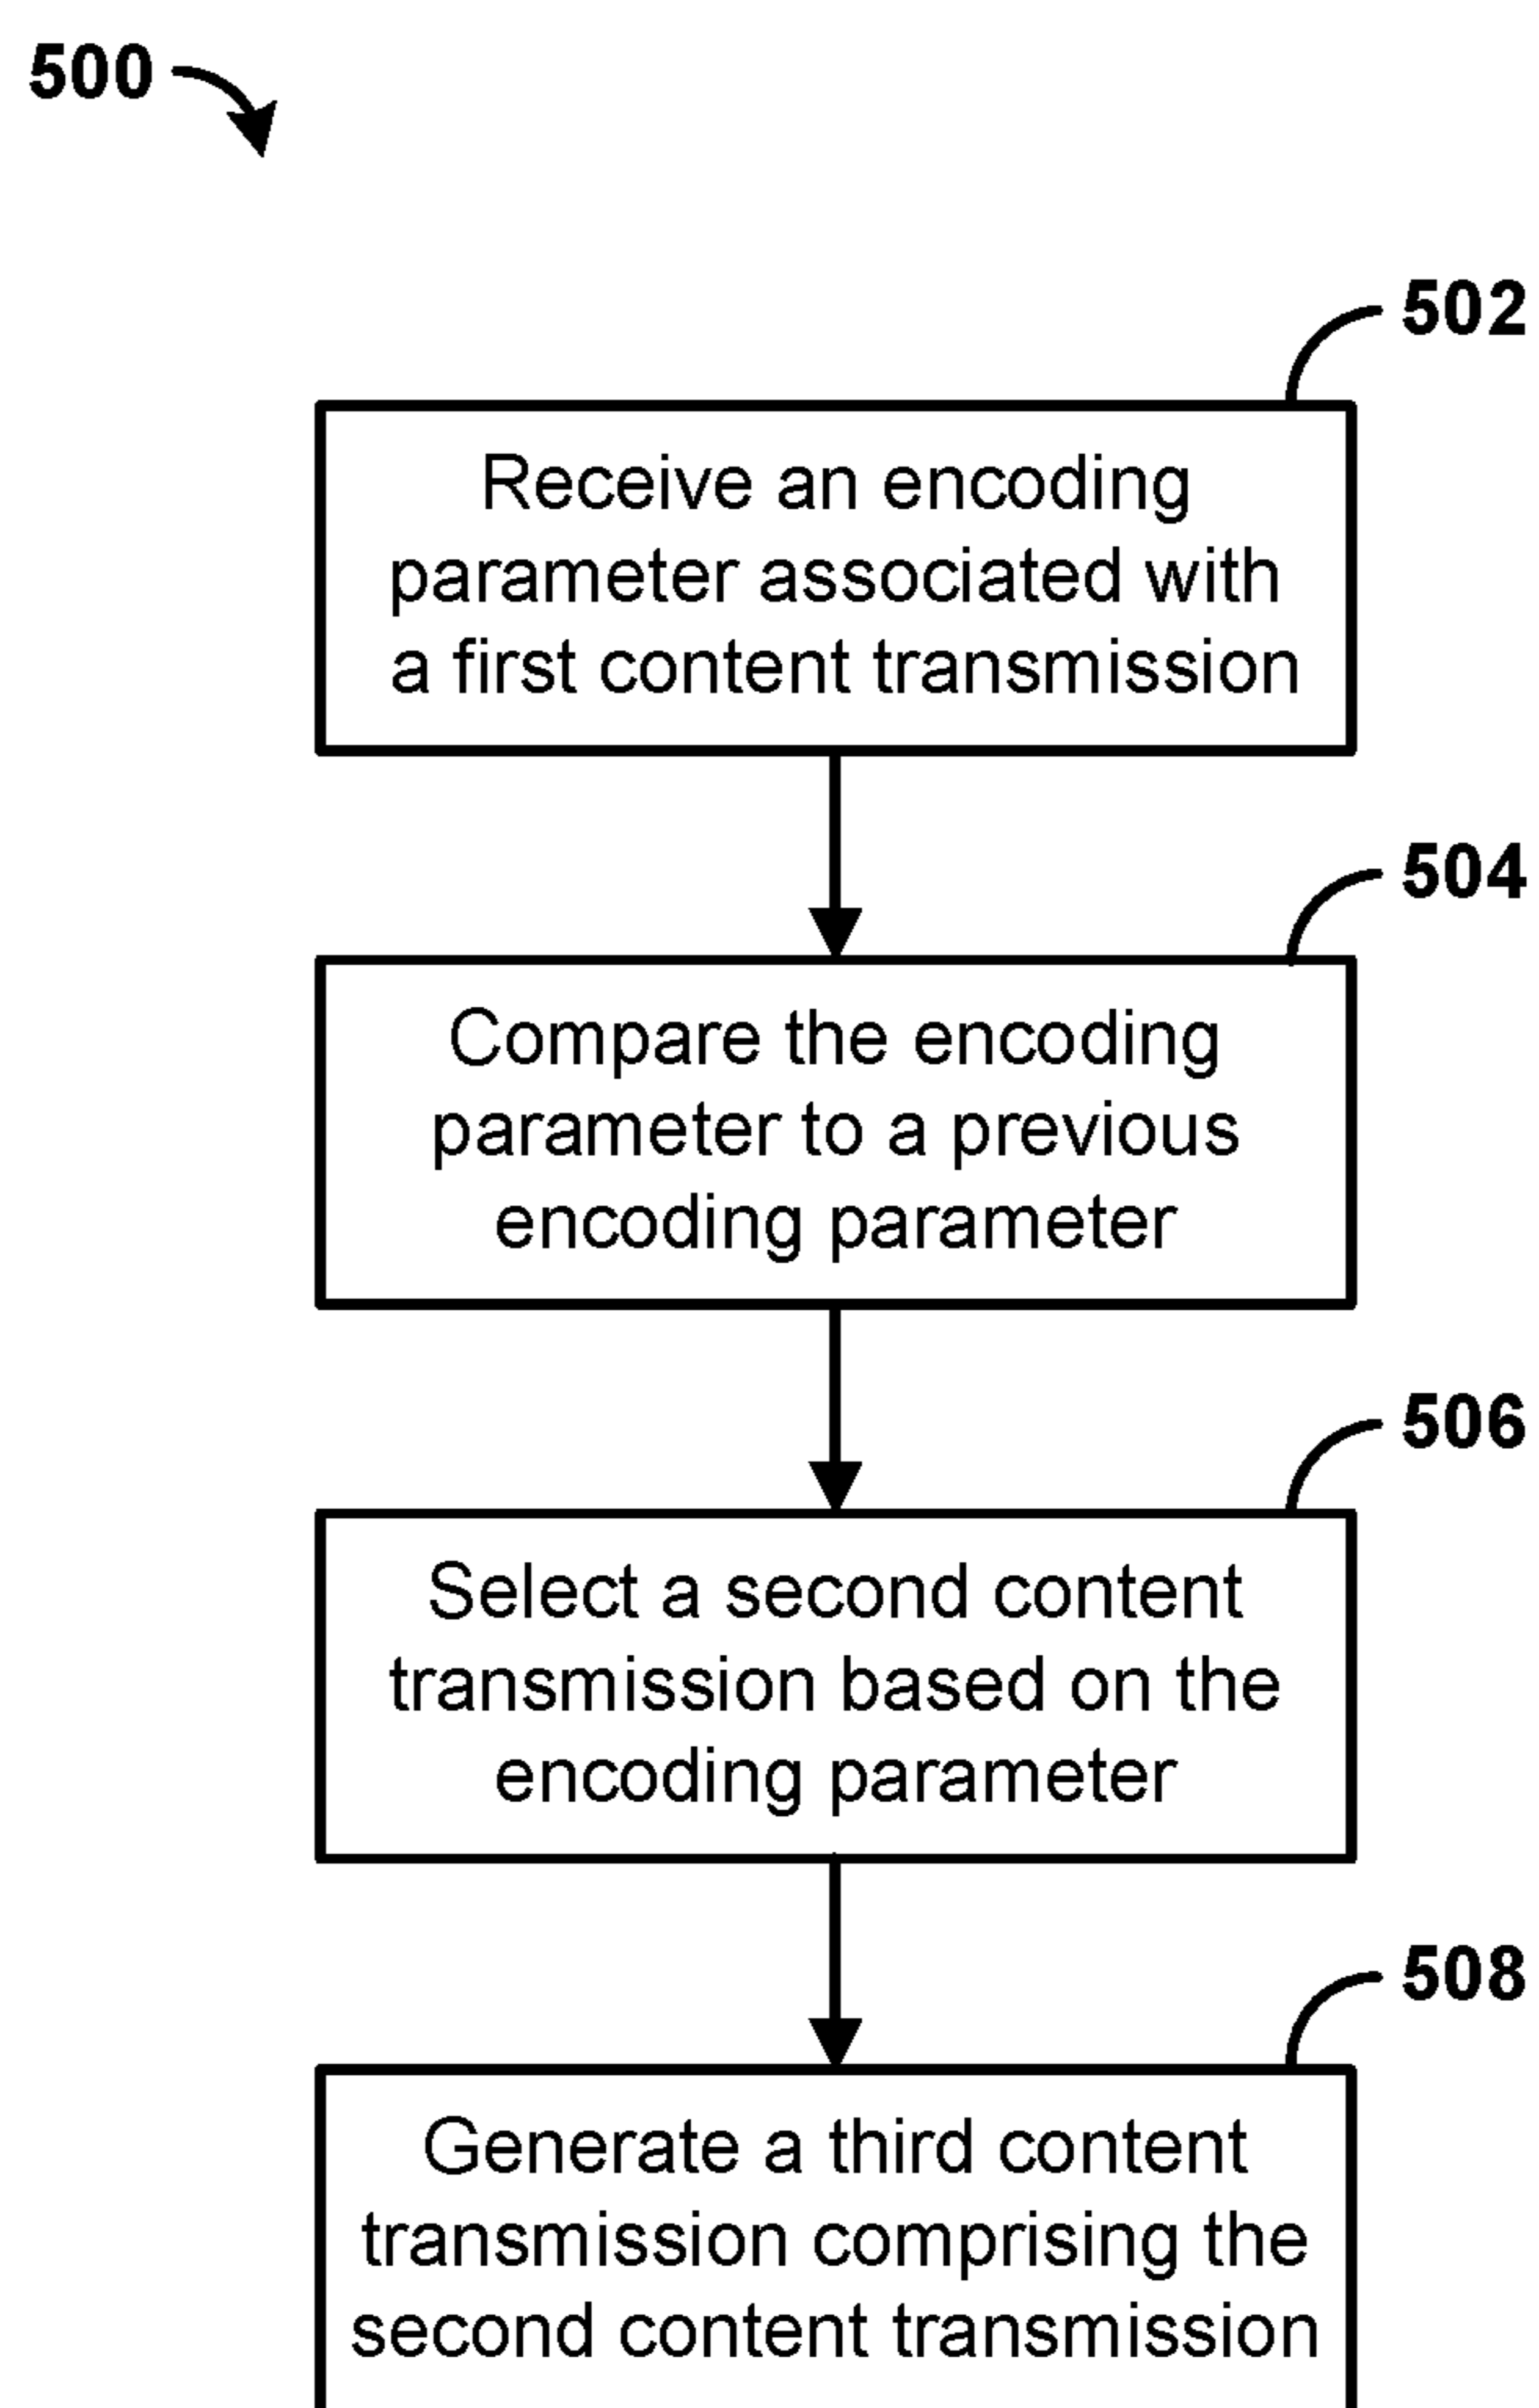 500
502
Receive an encoding
parameter associated with
a first content transmission
504
Compare the encoding
parameter to a previous
encoding parameter
506
Select a second content
transmission based on the
encoding parameter
508
Generate a third content
transmission comprising the
second content transmission